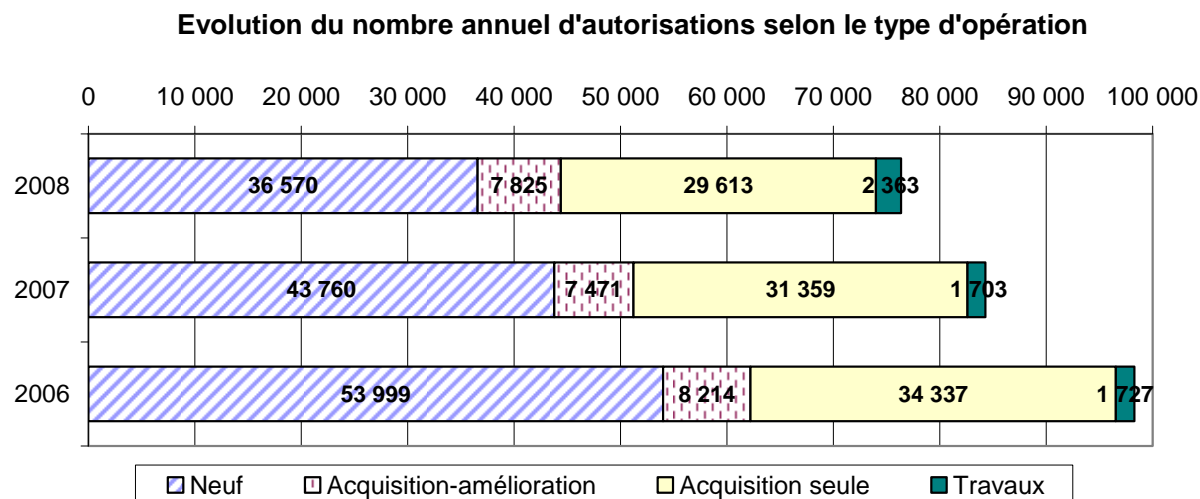 Evolution du nombre annuel d'autorisations selon le type d'opération
0 10 000 20 000 30 000 40 000 50 000 60 000 70 000 80 000 90 000 100 000
2008 36 570 7 825 29 613 2 363
2007 43 760 7 471 31 359 1 703
2006 53 999 8 214 34 337 1 727
Neuf Acquisition-amélioration Acquisition seule Travaux